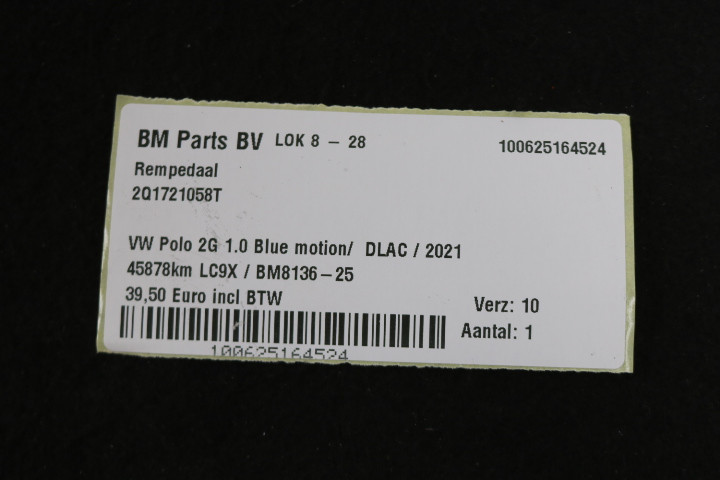 BM Parts BV LOK 8 - 28 100625164524
Rempedaal
2Q1721058T
VW Polo 2G 1.0 Blue motion/ DLAC / 2021
45878km LC9X / BM8136-25
39,50 Euro incl BTW
Verz: 10
Aantal: 1
100625164524